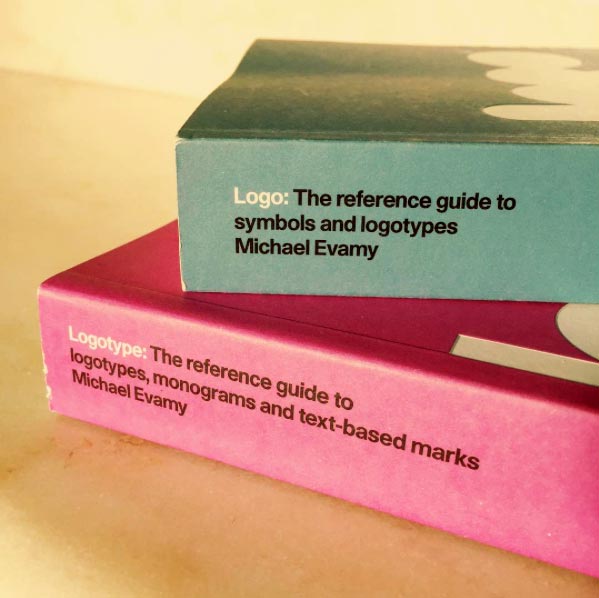 Logo: The reference guide to
symbols and logotypes
Michael Evamy
Logotype: The reference guide to
logotypes, monograms and text-based marks
Michael Evamy